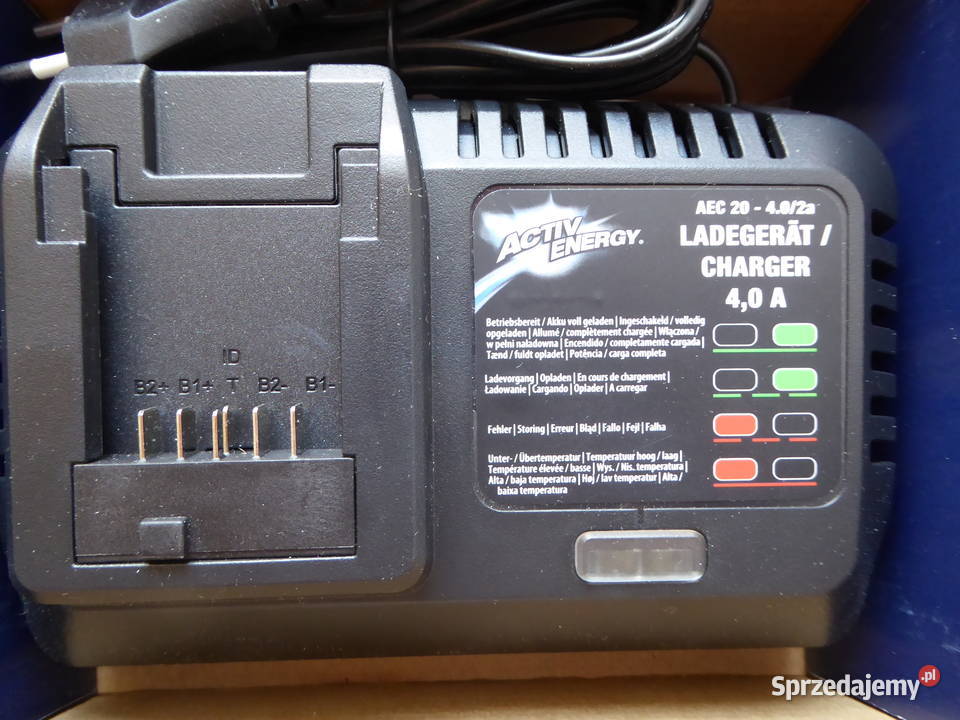 ACTIV
ENERGY®
AEC 20 - 4.0/2a
LADEGERÄT /
CHARGER
4,0 A
Betriebsbereit / Akku voll geladen | Ingeschakeld / volledig
opgeladen | Allumé / complètement chargée | Włączona /
w pełni naładowna | Encendido / completamente cargada |
Tænd / fuldt opladet | Potência / carga completa
Ladevorgang | Opladen | En cours de chargement |
Ładowanie | Cargando | Oplader | A carregar
Fehler | Storing | Erreur | Błąd | Fallo | Fejl | Falha
Unter- / Übertemperatur | Temperatuur hoog / laag |
Température élevée / basse | Wys. / Nis. temperatura |
Alta / baja temperatura | Høj / lav temperatur | Alta /
baixa temperatura
ID
B2+ B1+ T B2- B1-
Sprzedajemy.pl